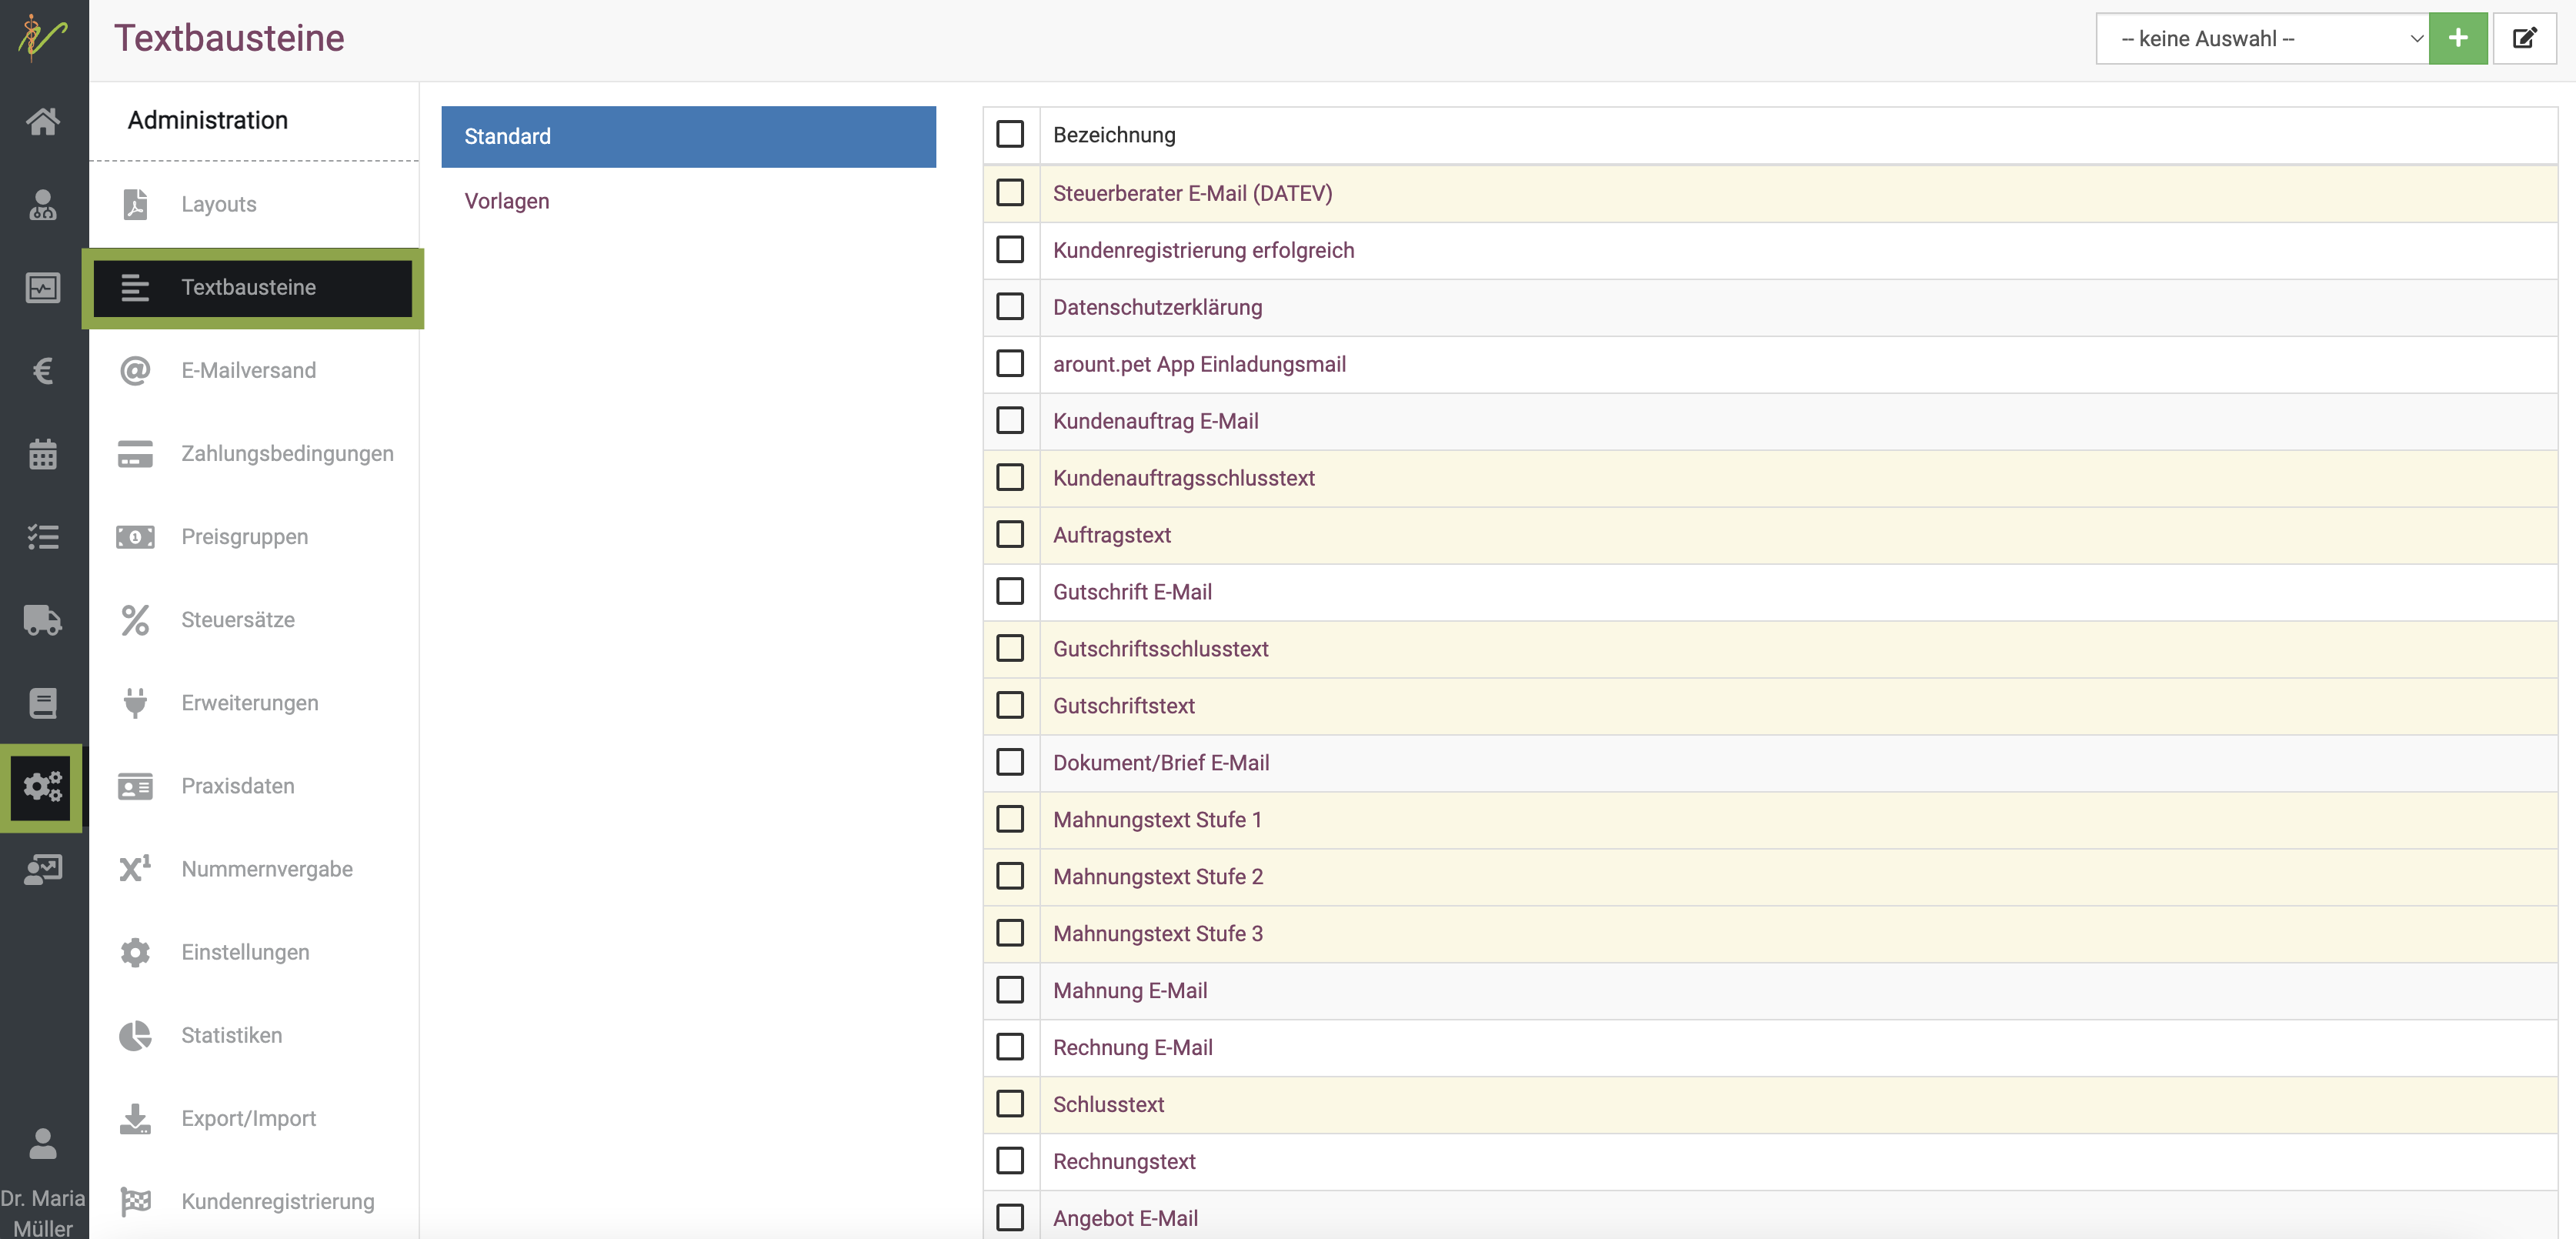 Textbausteine
-- keine Auswahl --
Administration
Layouts
Textbausteine
E-Mailversand
Zahlungsbedingungen
Preisgruppen
Steuersätze
Erweiterungen
Praxisdaten
Nummernvergabe
Einstellungen
Statistiken
Export/Import
Kundenregistrierung
Dr. Maria
Müller
Standard
Vorlagen
Bezeichnung
Steuerberater E-Mail (DATEV)
Kundenregistrierung erfolgreich
Datenschutzerklärung
arount.pet App Einladungsmail
Kundenauftrag E-Mail
Kundenauftragsschlusstext
Auftragstext
Gutschrift E-Mail
Gutschriftsschlusstext
Gutschriftstext
Dokument/Brief E-Mail
Mahnungstext Stufe 1
Mahnungstext Stufe 2
Mahnungstext Stufe 3
Mahnung E-Mail
Rechnung E-Mail
Schlusstext
Rechnungstext
Angebot E-Mail